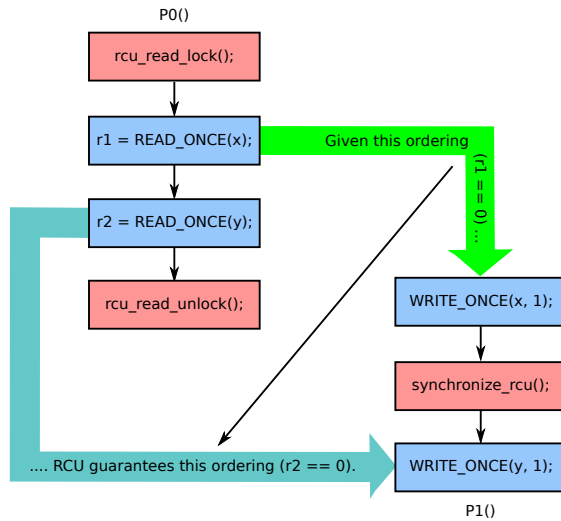 P0()
rcu_read_lock();
r1 = READ_ONCE(x);
Given this ordering
(r1 == 0) ...
r2 = READ_ONCE(y);
rcu_read_unlock();
WRITE_ONCE(x, 1);
synchronize_rcu();
.... RCU guarantees this ordering (r2 == 0).
WRITE_ONCE(y, 1);
P1()